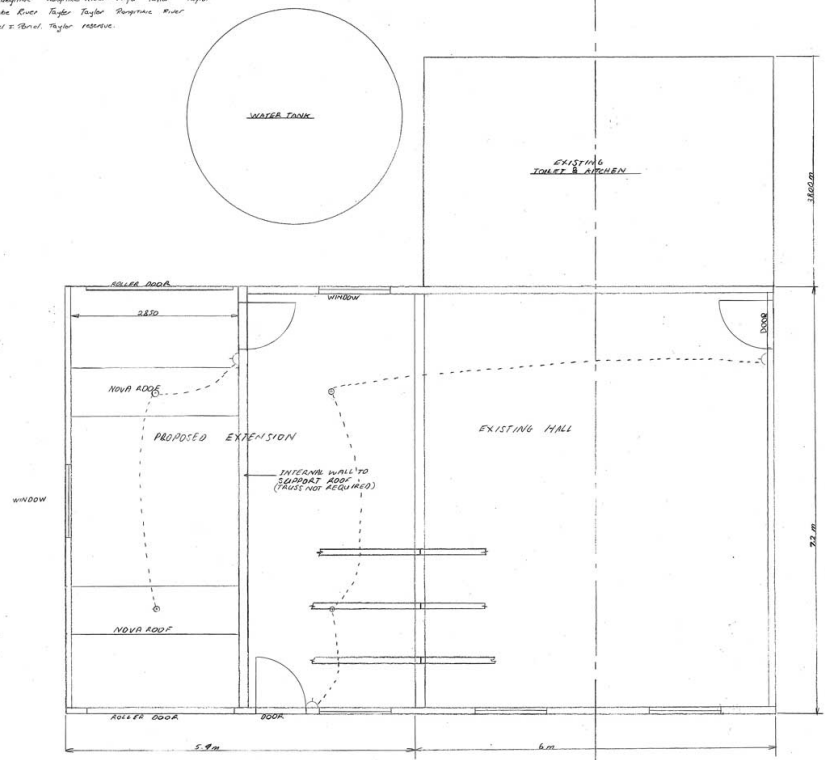 River Tayler Taylor River
Taylor reserve.
WATER TANK
EXISTING
TOILET & KITCHEN
3800m
ROLLER DOOR
WINDOW
2850
DOOR
NOVA ROOF
PROPOSED EXTENSION
EXISTING HALL
INTERNAL WALL TO
SUPPORT ROOF
(TRUSS NOT REQUIRED)
WINDOW
7.2 m
NOVA ROOF
ROLLER DOOR
DOOR
5.9m
6m